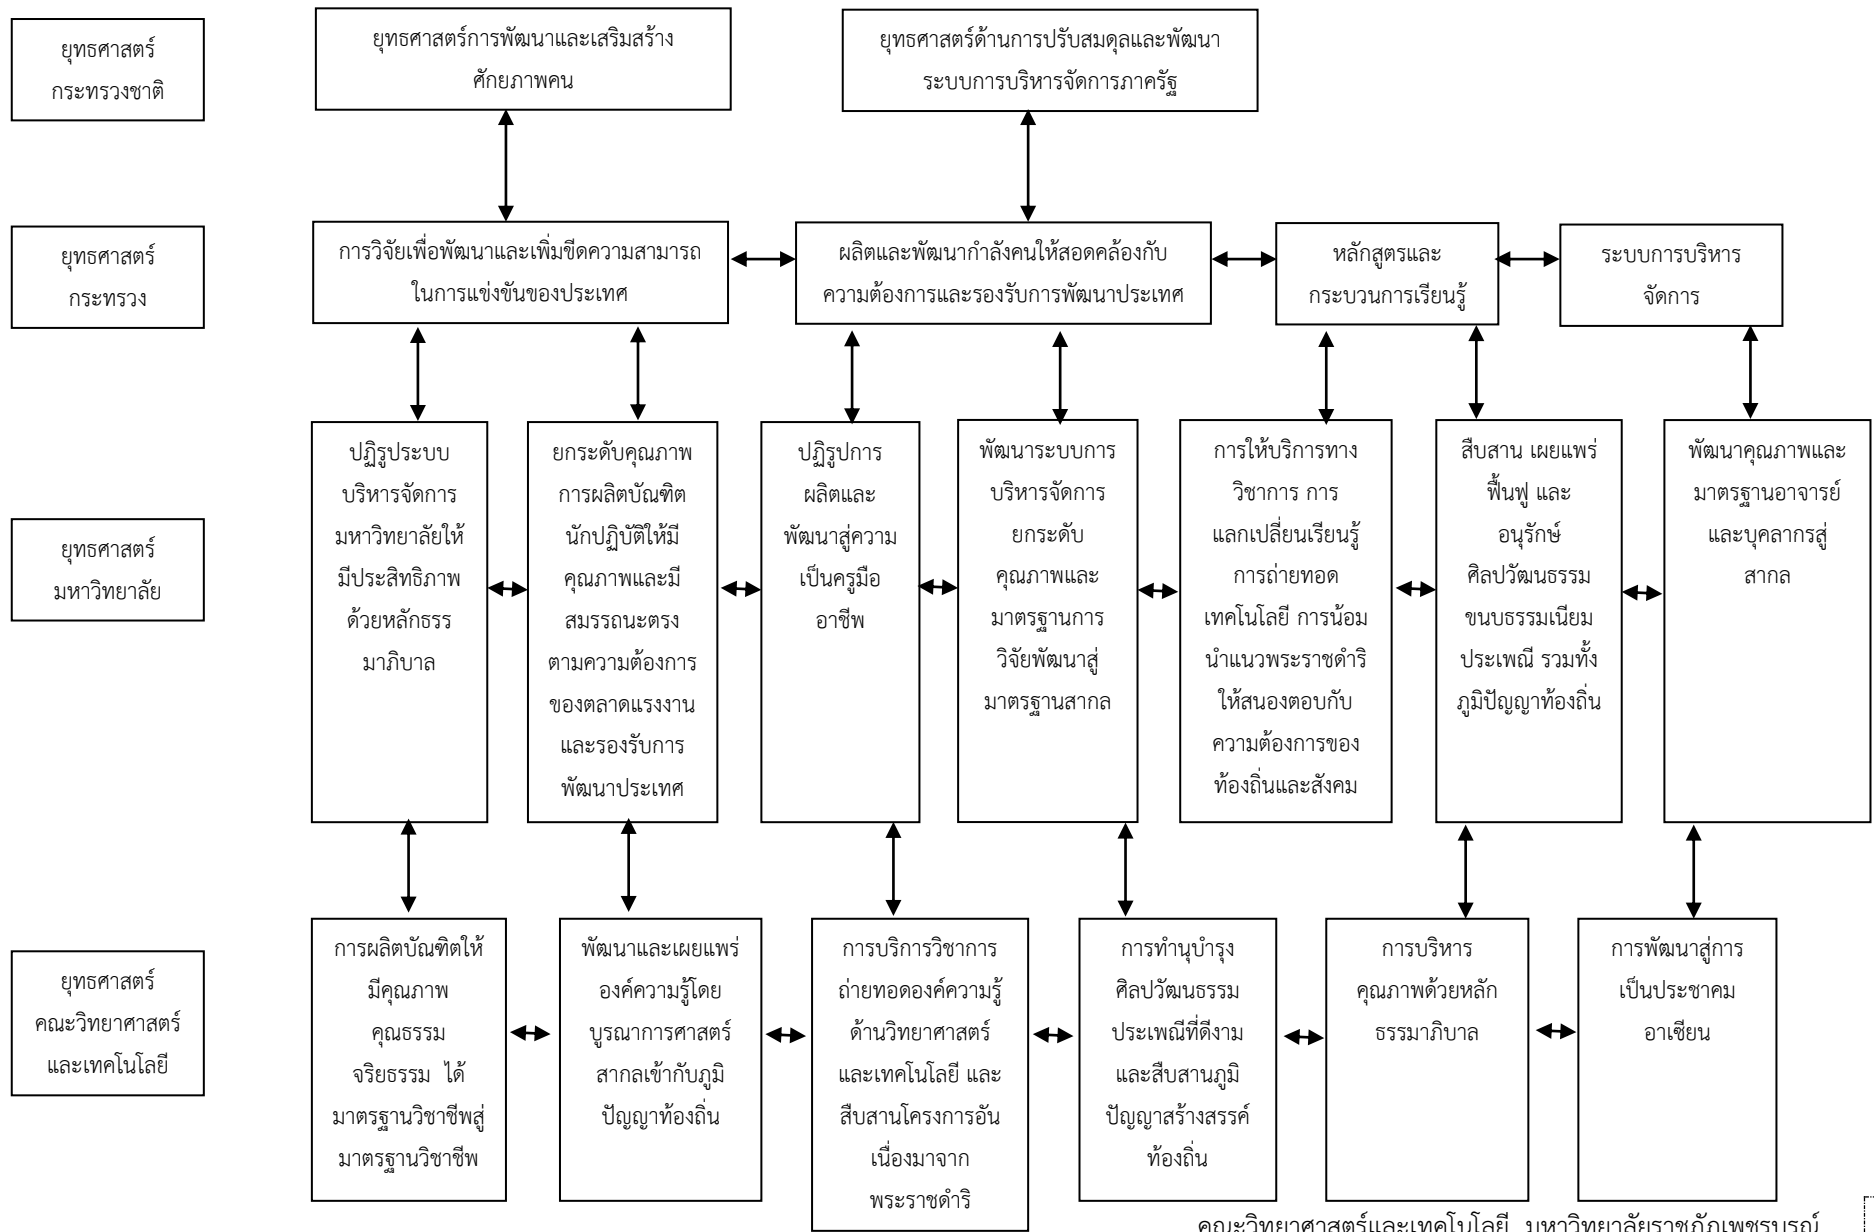 ยุทธศาสตร์
กระทรวงชาติ
ยุทธศาสตร์การพัฒนาและเสริมสร้าง
ศักยภาพคน
ยุทธศาสตร์ด้านการปรับสมดุลและพัฒนา
ระบบการบริหารจัดการภาครัฐ
ยุทธศาสตร์
กระทรวง
การวิจัยเพื่อพัฒนาและเพิ่มขีดความสามารถ
ในการแข่งขันของประเทศ
ผลิตและพัฒนากำลังคนให้สอดคล้องกับ
ความต้องการและรองรับการพัฒนาประเทศ
หลักสูตรและ
กระบวนการเรียนรู้
ระบบการบริหาร
จัดการ
ยุทธศาสตร์
มหาวิทยาลัย
ปฏิรูประบบ
บริหารจัดการ
มหาวิทยาลัยให้
มีประสิทธิภาพ
ด้วยหลักธรร
มาภิบาล
ยกระดับคุณภาพ
การผลิตบัณฑิต
นักปฏิบัติให้มี
คุณภาพและมี
สมรรถนะตรง
ตามความต้องการ
ของตลาดแรงงาน
และรองรับการ
พัฒนาประเทศ
ปฏิรูปการ
ผลิตและ
พัฒนาสู่ความ
เป็นครูมือ
อาชีพ
พัฒนาระบบการ
บริหารจัดการ
ยกระดับ
คุณภาพและ
มาตรฐานการ
วิจัยพัฒนาสู่
มาตรฐานสากล
การให้บริการทาง
วิชาการ การ
แลกเปลี่ยนเรียนรู้
การถ่ายทอด
เทคโนโลยี การน้อม
นำแนวพระราชดำริ
ให้สนองตอบกับ
ความต้องการของ
ท้องถิ่นและสังคม
สืบสาน เผยแพร่
ฟื้นฟู และ
อนุรักษ์
ศิลปวัฒนธรรม
ขนบธรรมเนียม
ประเพณี รวมทั้ง
ภูมิปัญญาท้องถิ่น
พัฒนาคุณภาพและ
มาตรฐานอาจารย์
และบุคลากรสู่
สากล
ยุทธศาสตร์
คณะวิทยาศาสตร์
และเทคโนโลยี
การผลิตบัณฑิตให้
มีคุณภาพ
คุณธรรม
จริยธรรม ได้
มาตรฐานวิชาชีพสู่
มาตรฐานวิชาชีพ
พัฒนาและเผยแพร่
องค์ความรู้โดย
บูรณาการศาสตร์
สากลเข้ากับภูมิ
ปัญญาท้องถิ่น
การบริการวิชาการ
ถ่ายทอดองค์ความรู้
ด้านวิทยาศาสตร์
และเทคโนโลยี และ
สืบสานโครงการอัน
เนื่องมาจาก
พระราชดำริ
การทำนุบำรุง
ศิลปวัฒนธรรม
ประเพณีที่ดีงาม
และสืบสานภูมิ
ปัญญาสร้างสรรค์
ท้องถิ่น
การบริหาร
คุณภาพด้วยหลัก
ธรรมาภิบาล
การพัฒนาสู่การ
เป็นประชาคม
อาเซียน
คณะวิทยาศาสตร์และเทคโนโลยี มหาวิทยาลัยราชภัฏเพชรบูรณ์